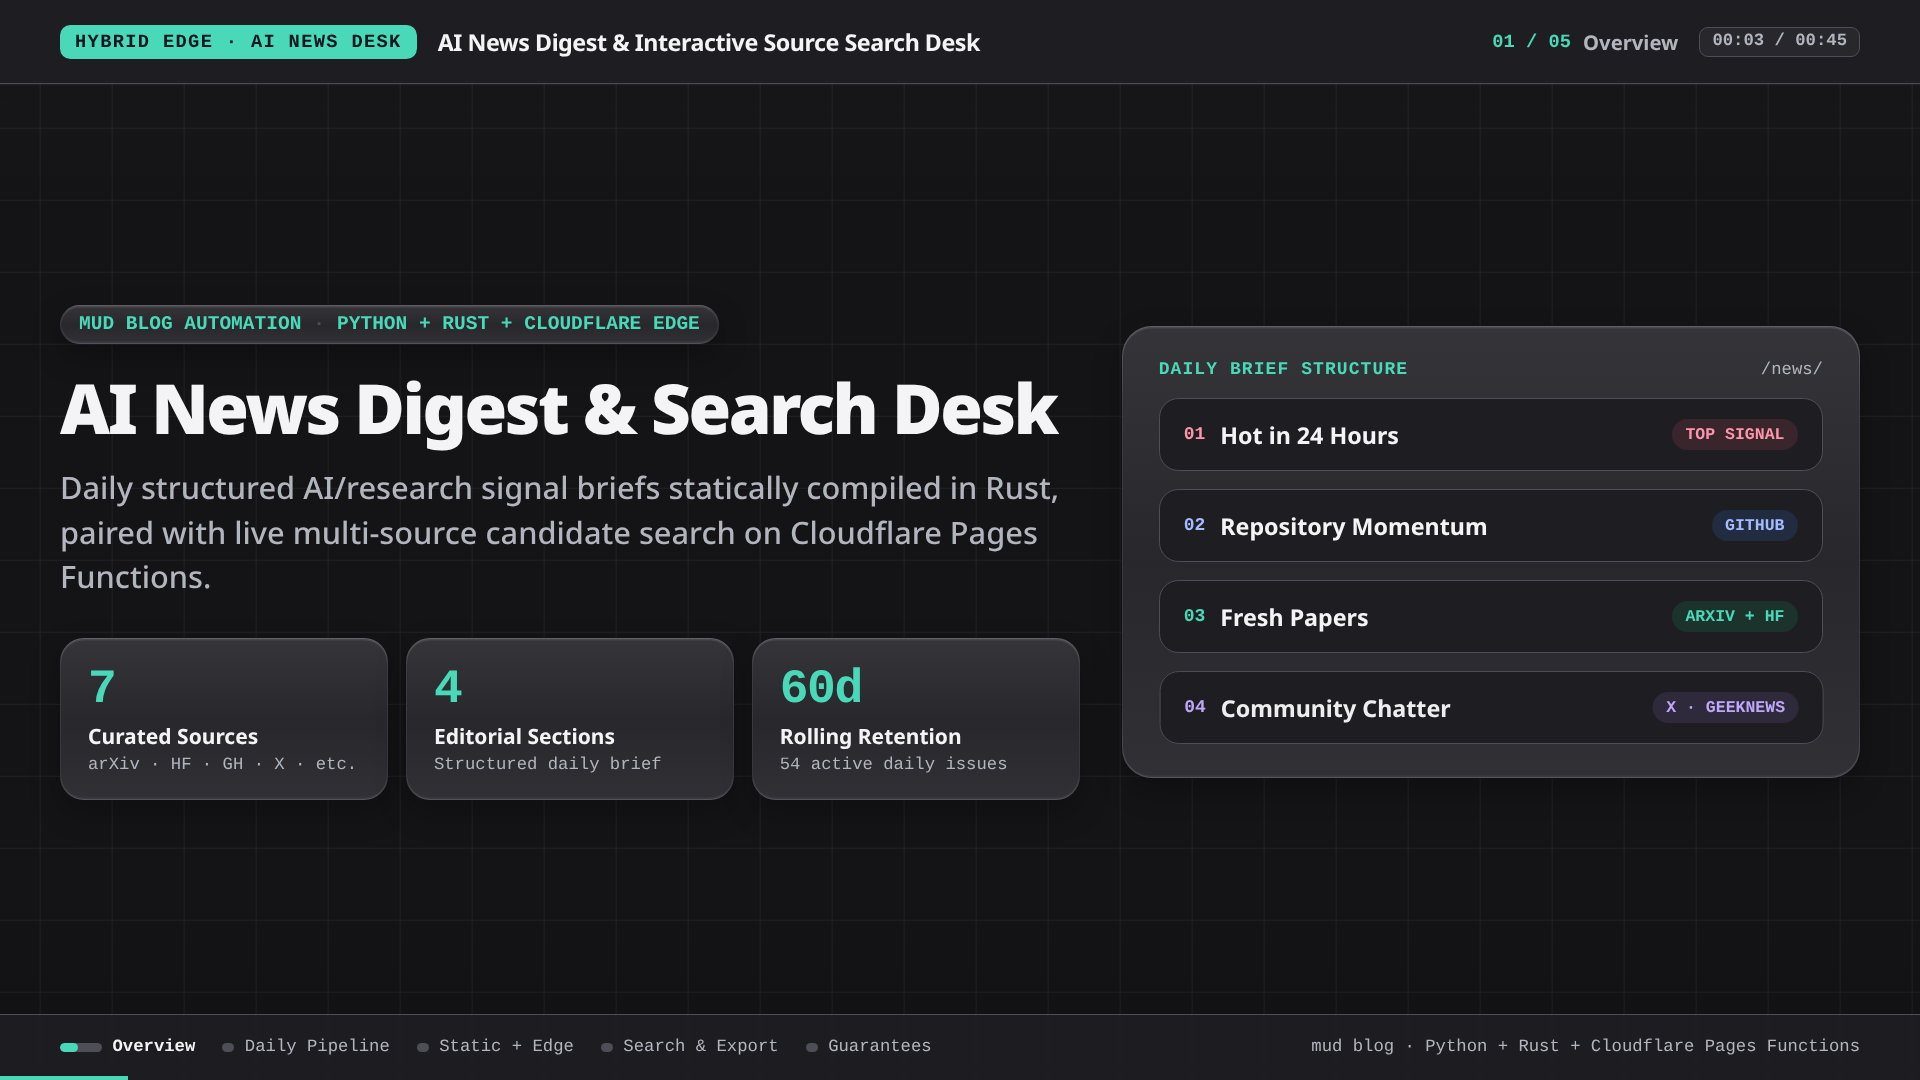 HYBRID EDGE · AI NEWS DESK
AI News Digest & Interactive Source Search Desk
01 / 05 Overview
00:03 / 00:45
MUD BLOG AUTOMATION · PYTHON + RUST + CLOUDFLARE EDGE
AI News Digest & Search Desk
Daily structured AI/research signal briefs statically compiled in Rust,
paired with live multi-source candidate search on Cloudflare Pages
Functions.
7
Curated Sources
arXiv · HF · GH · X · etc.
4
Editorial Sections
Structured daily brief
60d
Rolling Retention
54 active daily issues
DAILY BRIEF STRUCTURE
/news/
01 Hot in 24 Hours
TOP SIGNAL
02 Repository Momentum
GITHUB
03 Fresh Papers
ARXIV + HF
04 Community Chatter
X · GEEKNEWS
Overview
Daily Pipeline
Static + Edge
Search & Export
Guarantees
mud blog · Python + Rust + Cloudflare Pages Functions